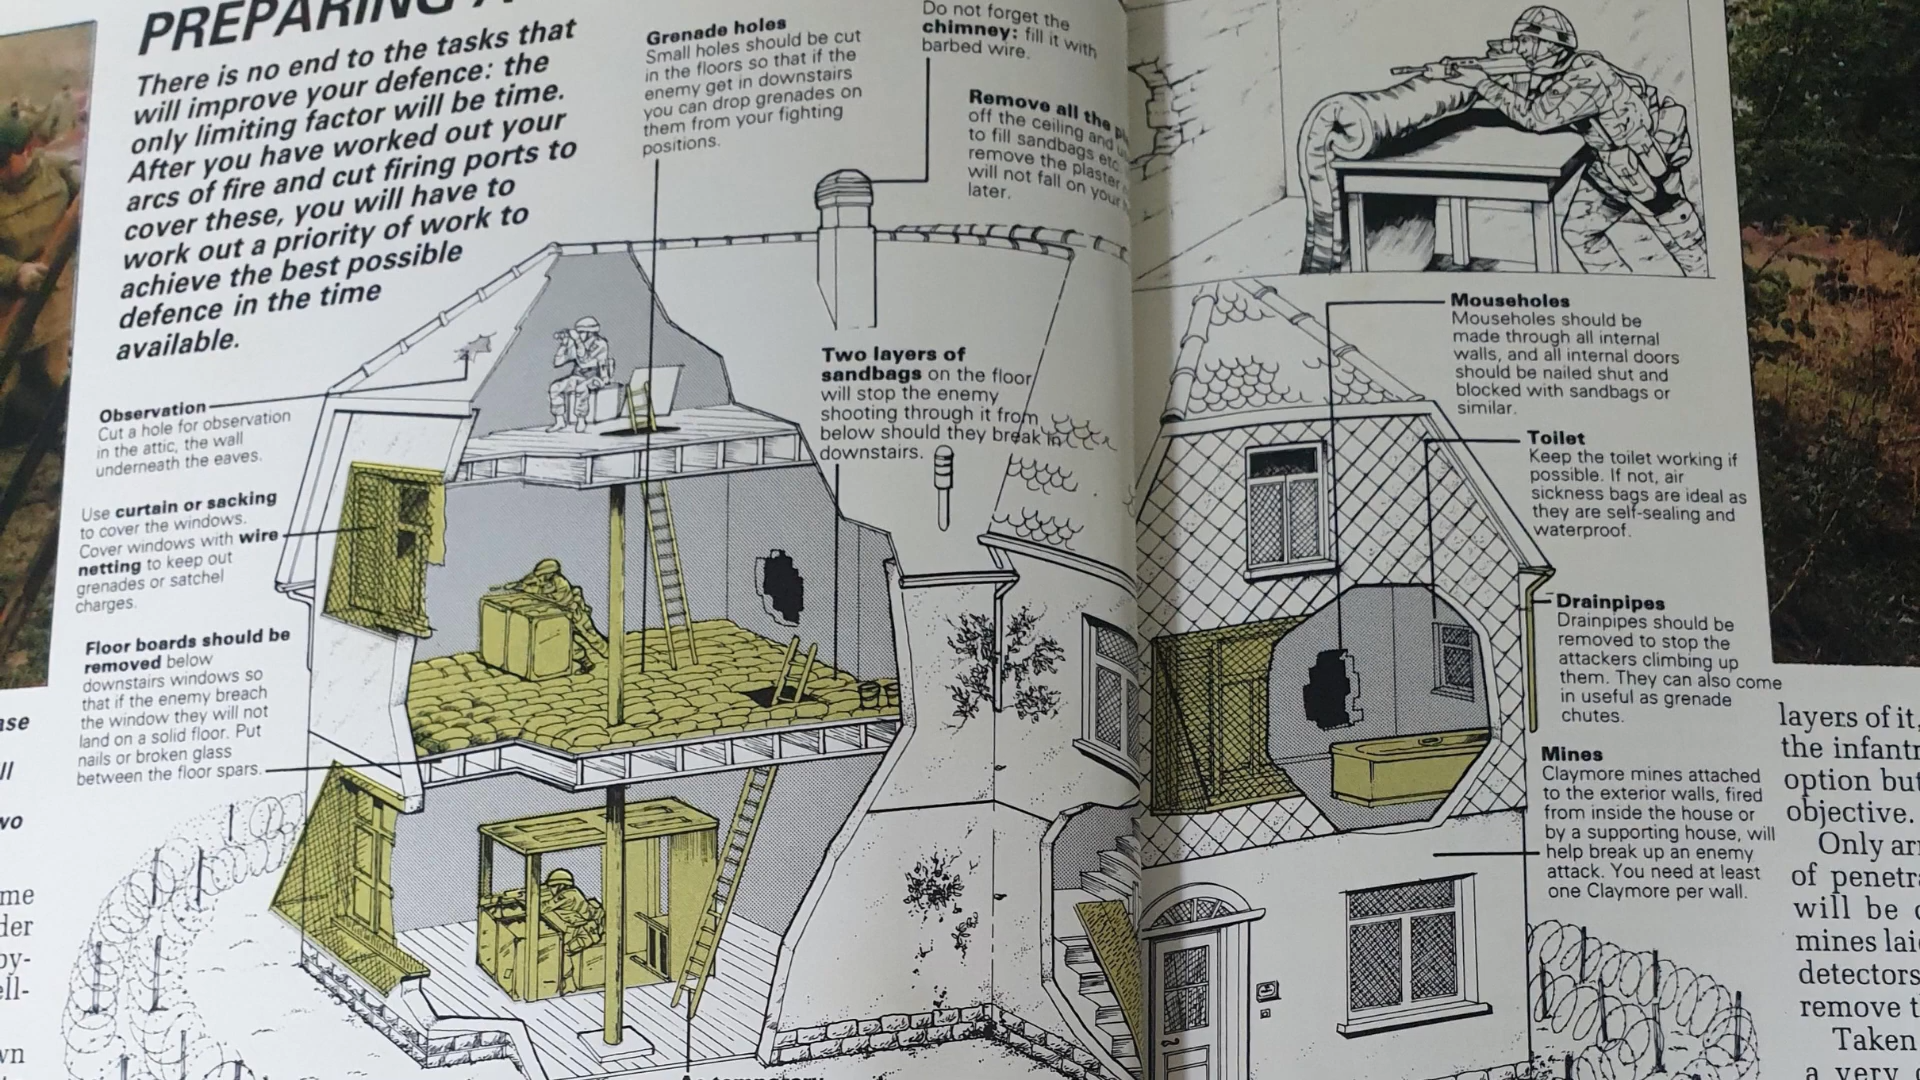 PREPARING A
There is no end to the tasks that
will improve your defence: the
only limiting factor will be time.
After you have worked out your
arcs of fire and cut firing ports to
cover these, you will have to
work out a priority of work to
achieve the best possible
defence in the time
available.
Observation
Cut a hole for observation
in the attic, the wall
underneath the eaves.
Use curtain or sacking
to cover the windows.
Cover windows with wire
netting to keep out
grenades or satchel
charges.
Floor boards should be
removed below
downstairs windows so
that if the enemy breach
the window they will not
land on a solid floor. Put
nails or broken glass
between the floor spars.
Grenade holes
Small holes should be cut
in the floors so that if the
enemy get in downstairs
you can drop grenades on
them from your fighting
positions.
Do not forget the
chimney: fill it with
barbed wire.
Remove all the
off the ceiling and
to fill sandbags etc.
remove the plaster
will not fall on your
later.
Two layers of
sandbags on the floor
will stop the enemy
shooting through it from
below should they break in
downstairs.
Mouseholes
Mouseholes should be
made through all internal
walls, and all internal doors
should be nailed shut and
blocked with sandbags or
similar.
Toilet
Keep the toilet working if
possible. If not, air
sickness bags are ideal as
they are self-sealing and
waterproof.
Drainpipes
Drainpipes should be
removed to stop the
attackers climbing up
them. They can also come
in useful as grenade
chutes.
Mines
Claymore mines attached
to the exterior walls, fired
from inside the house or
by a supporting house, will
help break up an enemy
attack. You need at least
one Claymore per wall.
layers of it,
the infant
option bu
objective.
Only ar
of penetra
will be
mines lai
detectors
remove t
Taken
a very